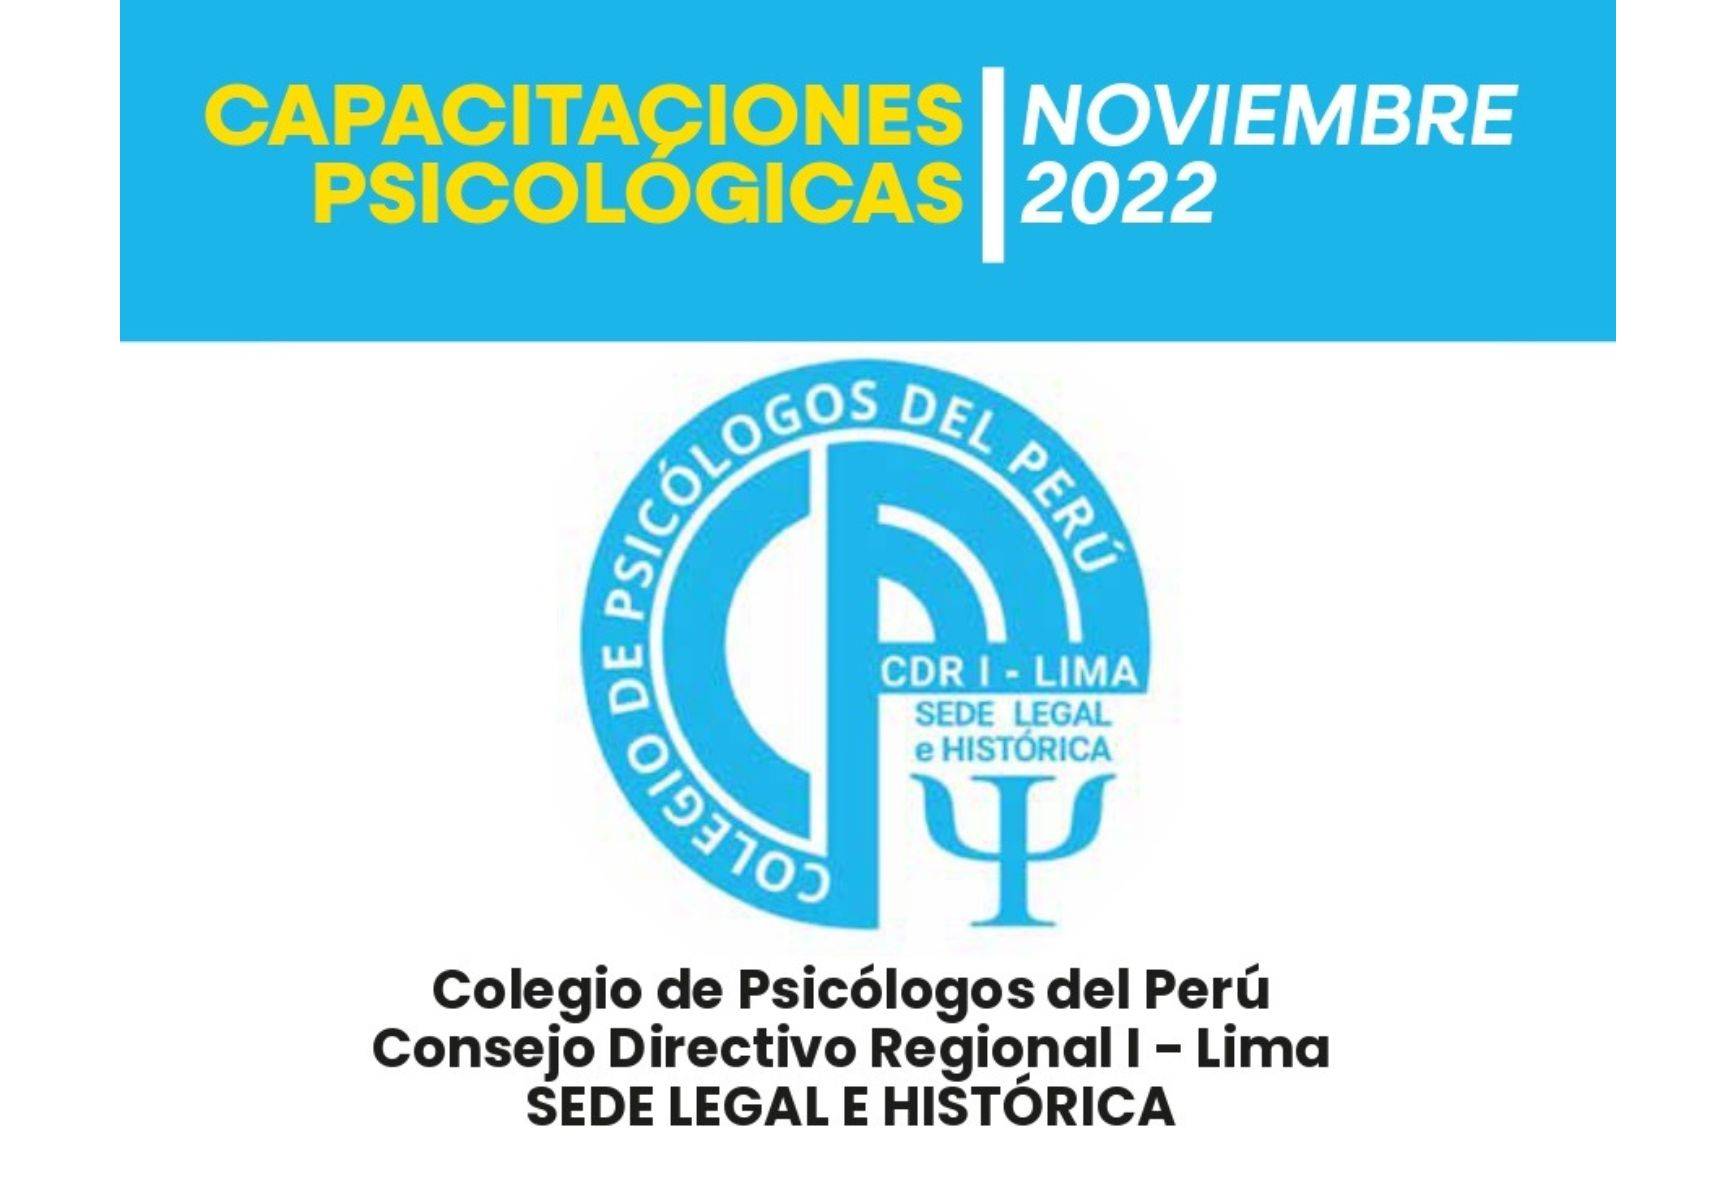 CAPACITACIONES
PSICOLÓGICAS
NOVIEMBRE
2022
COLEGIO DE PSICÓLOGOS DEL PERÚ
CDR I - LIMA
SEDE LEGAL
e HISTÓRICA
Ψ
Colegio de Psicólogos del Perú
Consejo Directivo Regional I - Lima
SEDE LEGAL E HISTÓRICA